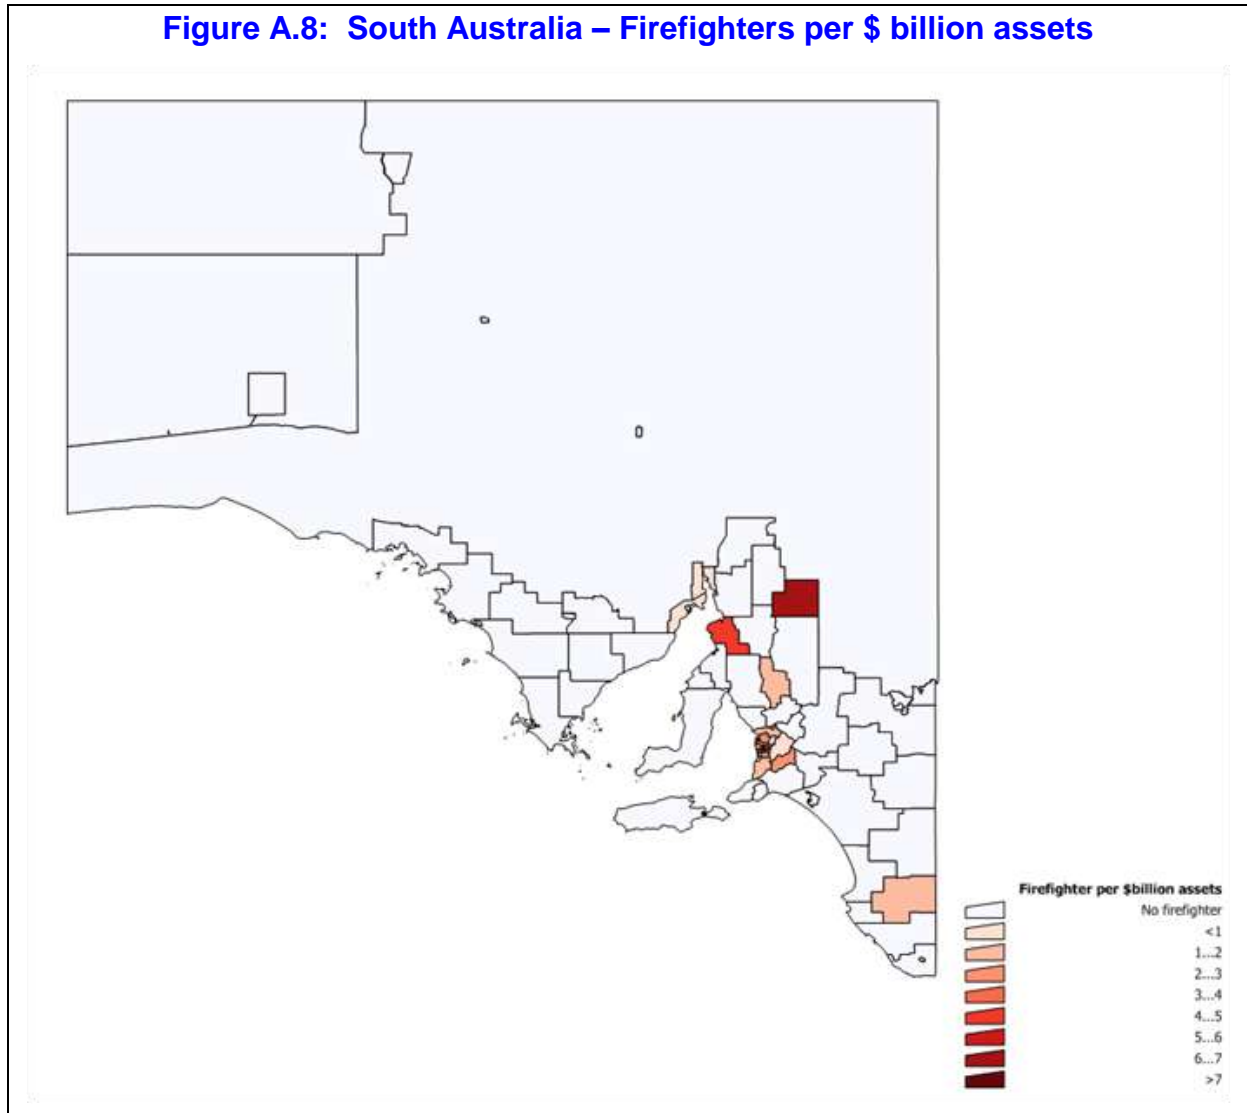 Figure A.8: South Australia – Firefighters per $ billion assets
Firefighter per $billion assets
No firefighter
<1
1...2
2...3
3...4
4...5
5...6
6...7
>7